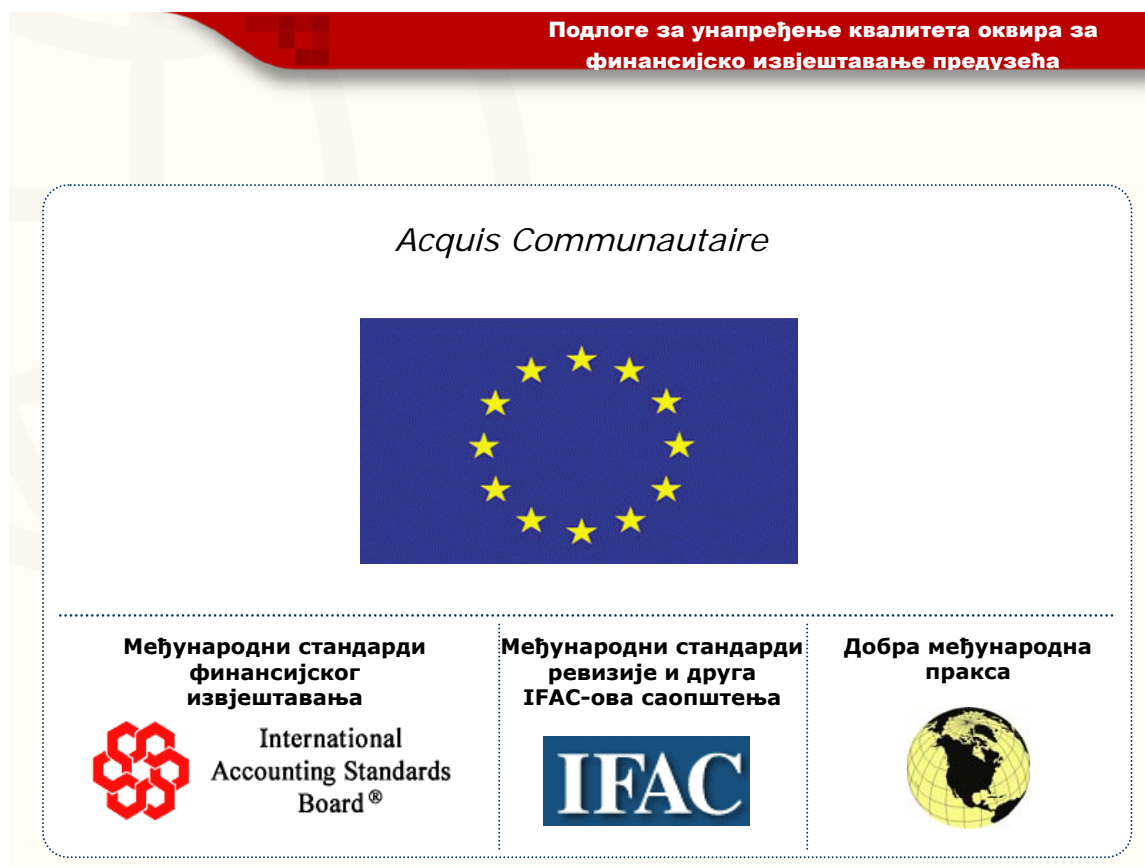 Подлоге за унапређење квалитета оквира за
финансијско извјештавање предузећа
Acquis Communautaire
Међународни стандарди
финансијског
извјештавања
International
Accounting Standards
Board ®
Међународни стандарди
ревизије и друга
IFAC-ова саопштења
IFAC
Добра међународна
пракса